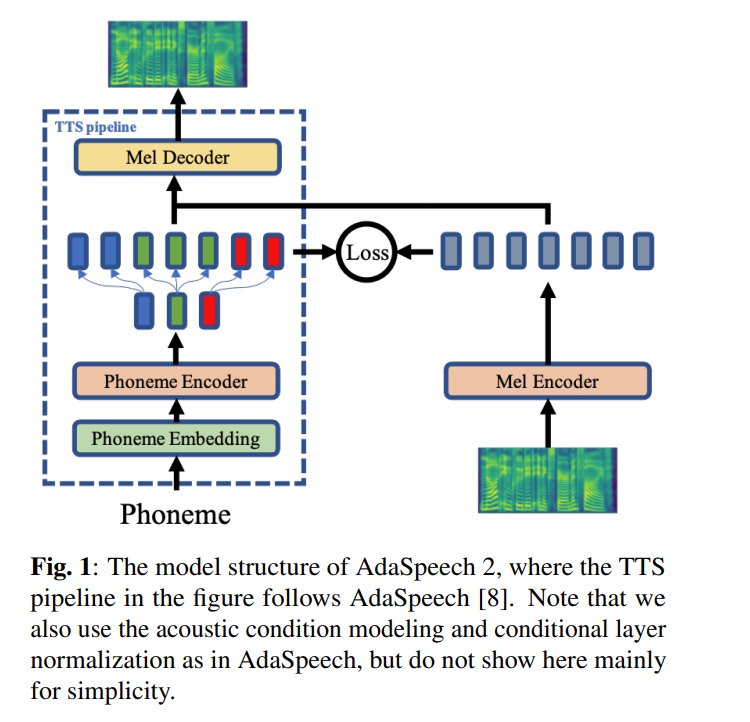 TTS pipeline
Mel Decoder
Loss
Phoneme Encoder
Mel Encoder
Phoneme Embedding
Phoneme
Fig. 1: The model structure of AdaSpeech 2, where the TTS
pipeline in the figure follows AdaSpeech [8]. Note that we
also use the acoustic condition modeling and conditional layer
normalization as in AdaSpeech, but do not show here mainly
for simplicity.